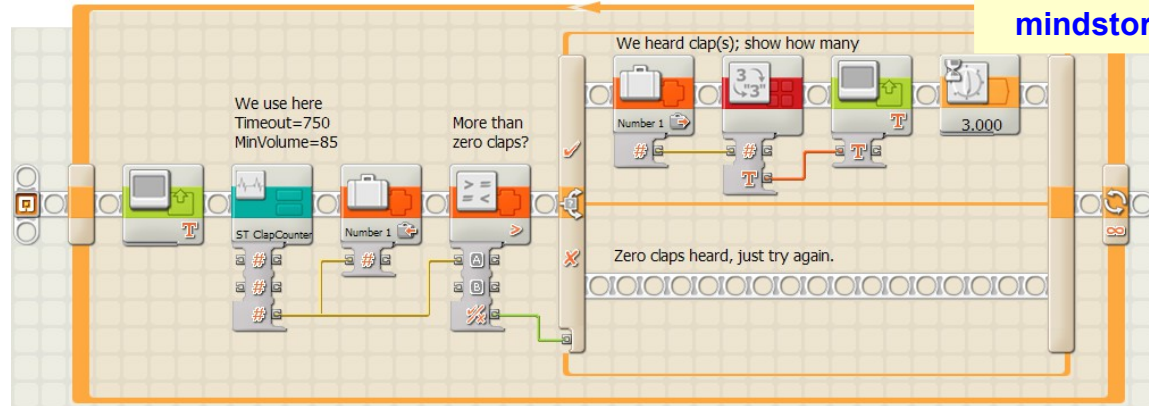 mindstor
We heard clap(s); show how many
Number 1
3 "3"
T
3.000
# #
T T
We use here
Timeout=750
MinVolume=85
More than
zero claps?
T
ST ClapCounter
Number 1
> =
= <
>
# # A
# B
#
Zero claps heard, just try again.